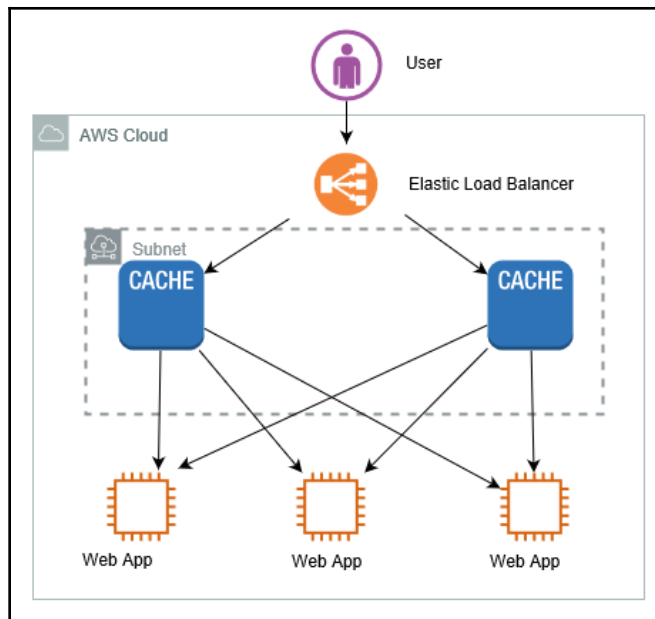 User
AWS Cloud
Elastic Load Balancer
Subnet
CACHE
CACHE
Web App
Web App
Web App